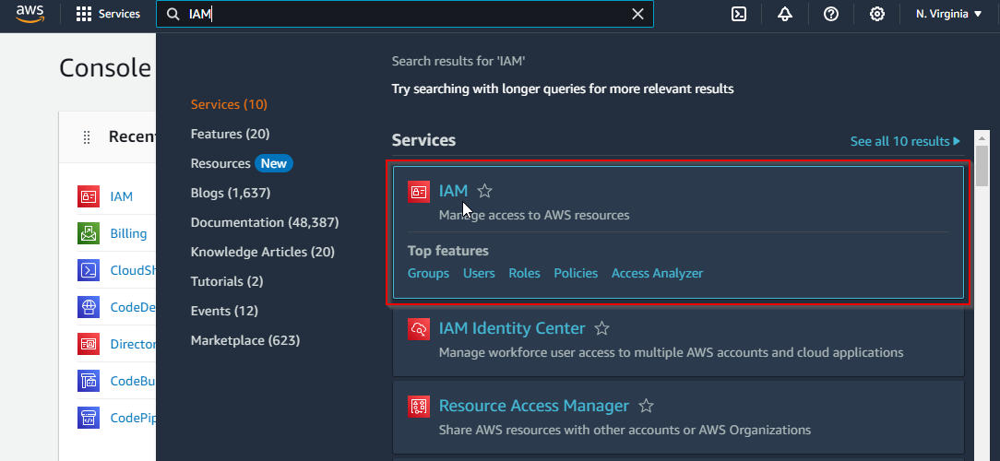 aws
Services
IAM
N. Virginia
Console
Search results for 'IAM'
Try searching with longer queries for more relevant results
Services (10)
Features (20)
Resources New
Blogs (1,637)
Documentation (48,387)
Knowledge Articles (20)
Tutorials (2)
Events (12)
Marketplace (623)
Recen
IAM
Billing
CloudSh
CodeDe
Director
CodeBu
CodePip
Services
See all 10 results
IAM
Manage access to AWS resources
Top features
Groups Users Roles Policies Access Analyzer
IAM Identity Center
Manage workforce user access to multiple AWS accounts and cloud applications
Resource Access Manager
Share AWS resources with other accounts or AWS Organizations